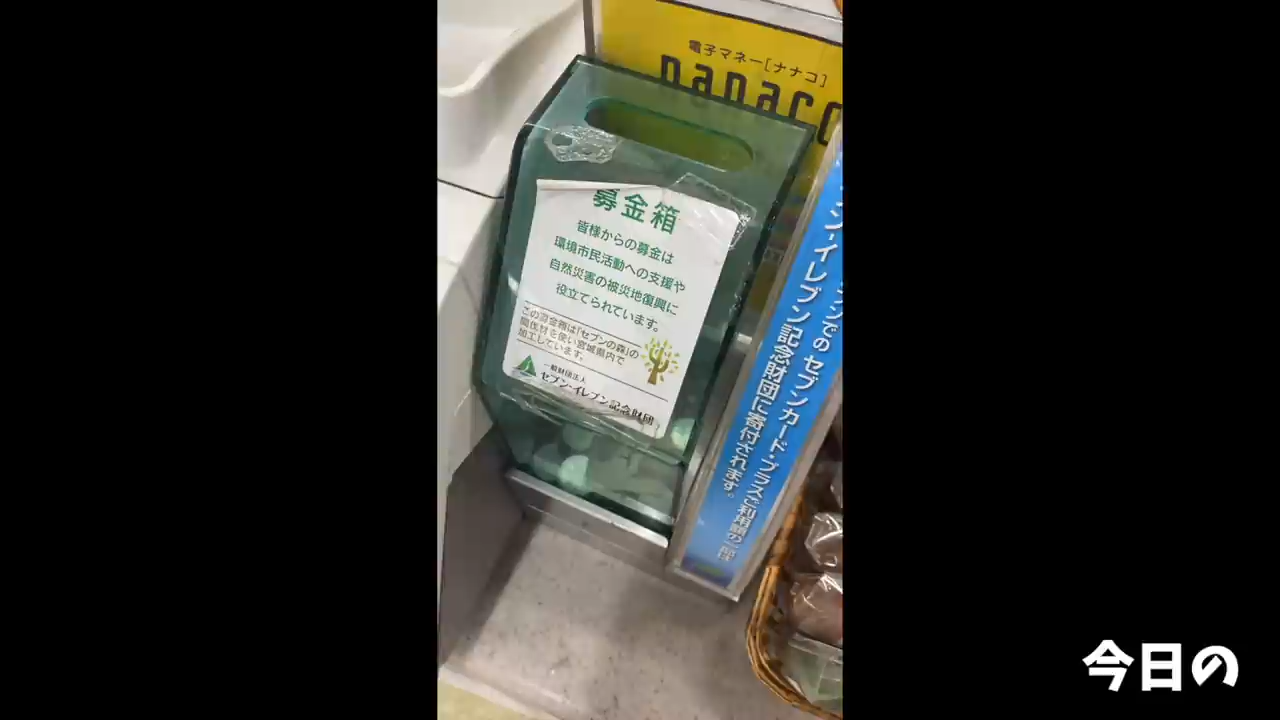 電子マネー[ナナコ]
nanaco
募金箱
皆様からの募金は
環境市民活動への支援や
自然災害の被災地復興に
役立てられています。
この募金箱は「セブンの森」の
間伐材を使い宮城県内で
加工しています。
一般財団法人
セブン-イレブン記念財団
でのセブンカード・プラスご利用額の一部は
ン-イレブン記念財団に寄付されます。
今日の